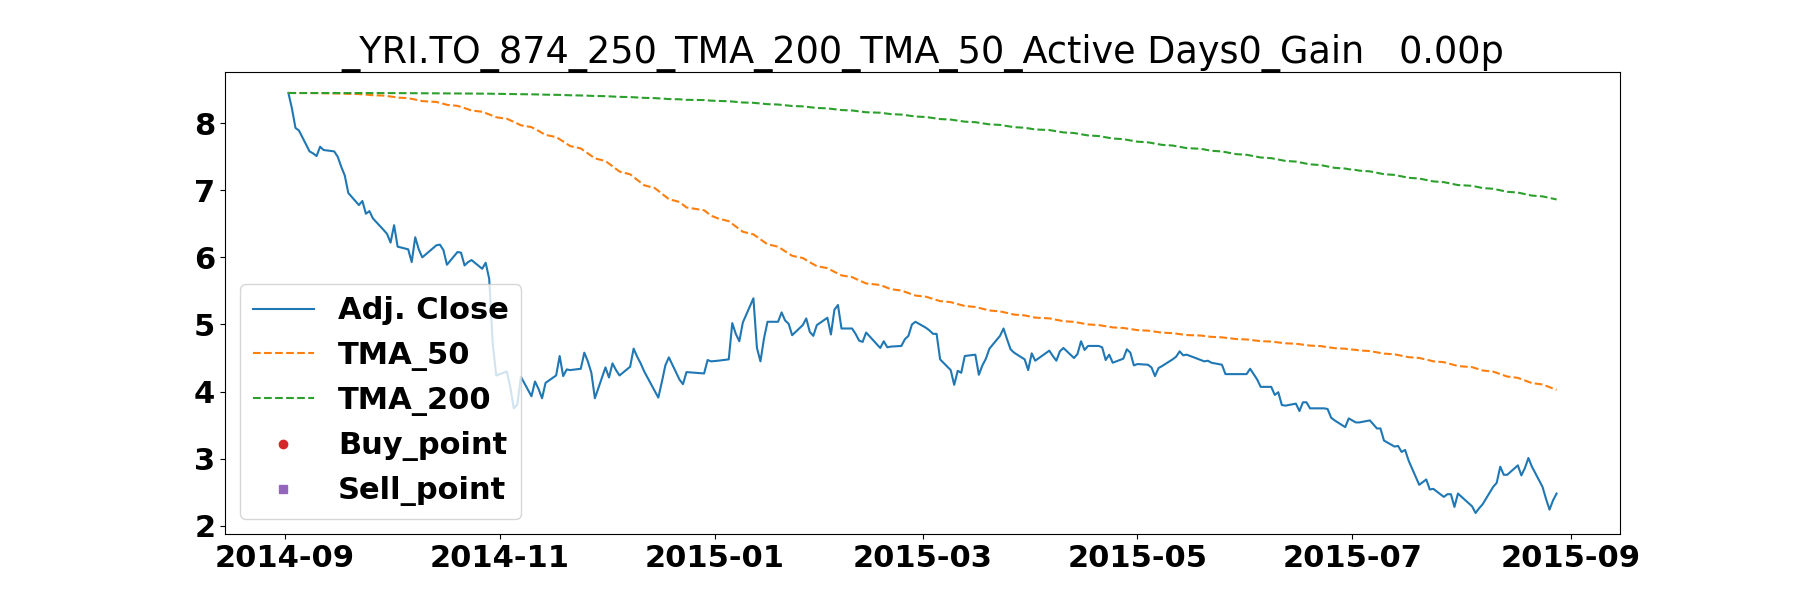 _YRI.TO_874_250_TMA_200_TMA_50_Active Days0_Gain   0.00p
8
7
6
5
4
3
2
Adj. Close
TMA_50
TMA_200
Buy_point
Sell_point
2014-09 2014-11 2015-01 2015-03 2015-05 2015-07 2015-09